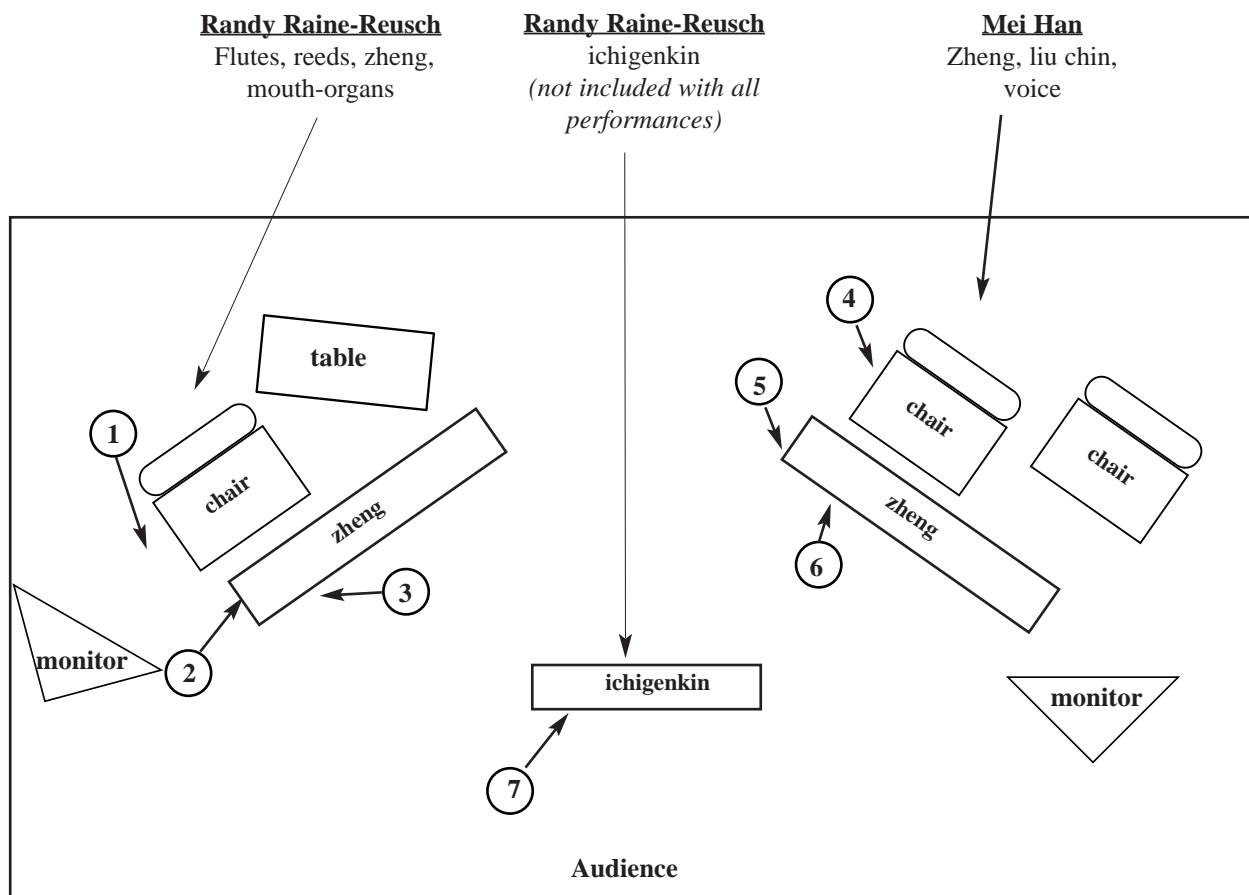 Randy Raine-Reusch
Flutes, reeds, zheng,
mouth-organs
Randy Raine-Reusch
ichigenkin
(not included with all
performances)
Mei Han
Zheng, liu chin,
voice
4
table
5
1
chair
chair
chair
zheng
zheng
6
3
monitor
2
ichigenkin
monitor
7
Audience